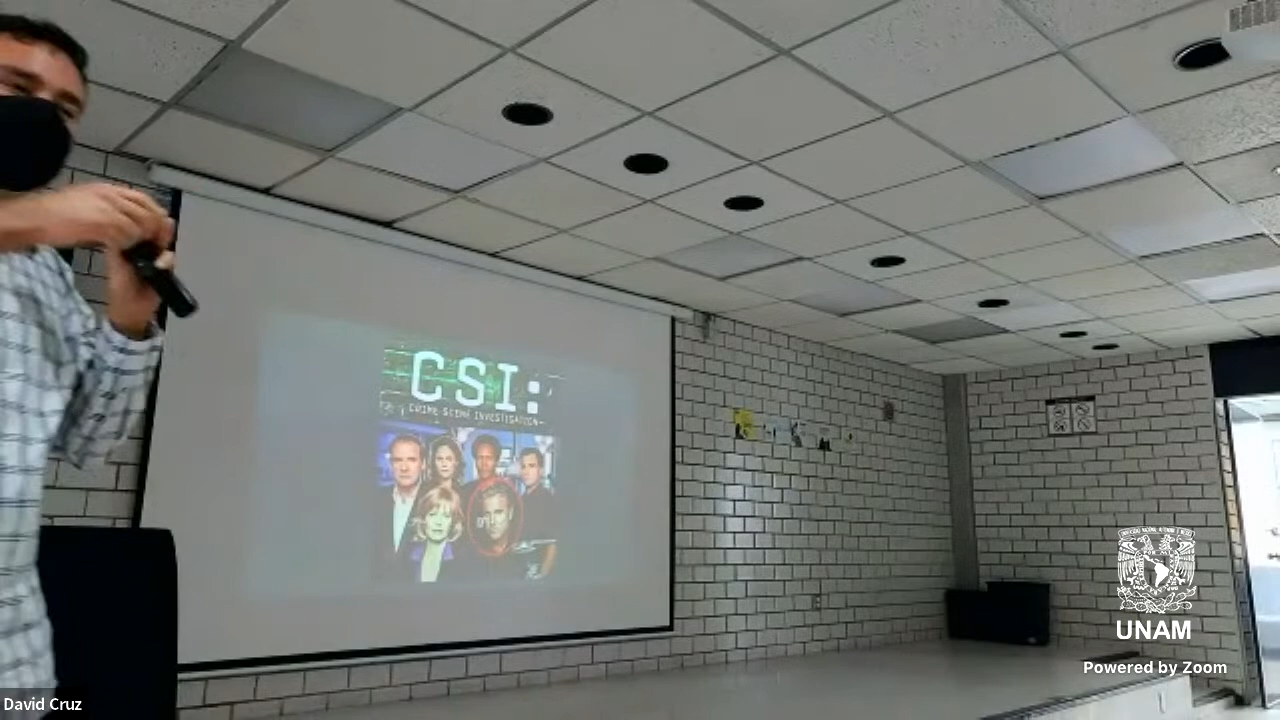 CSI:
CRIME SCENE INVESTIGATION
UNAM
Powered by Zoom
David Cruz